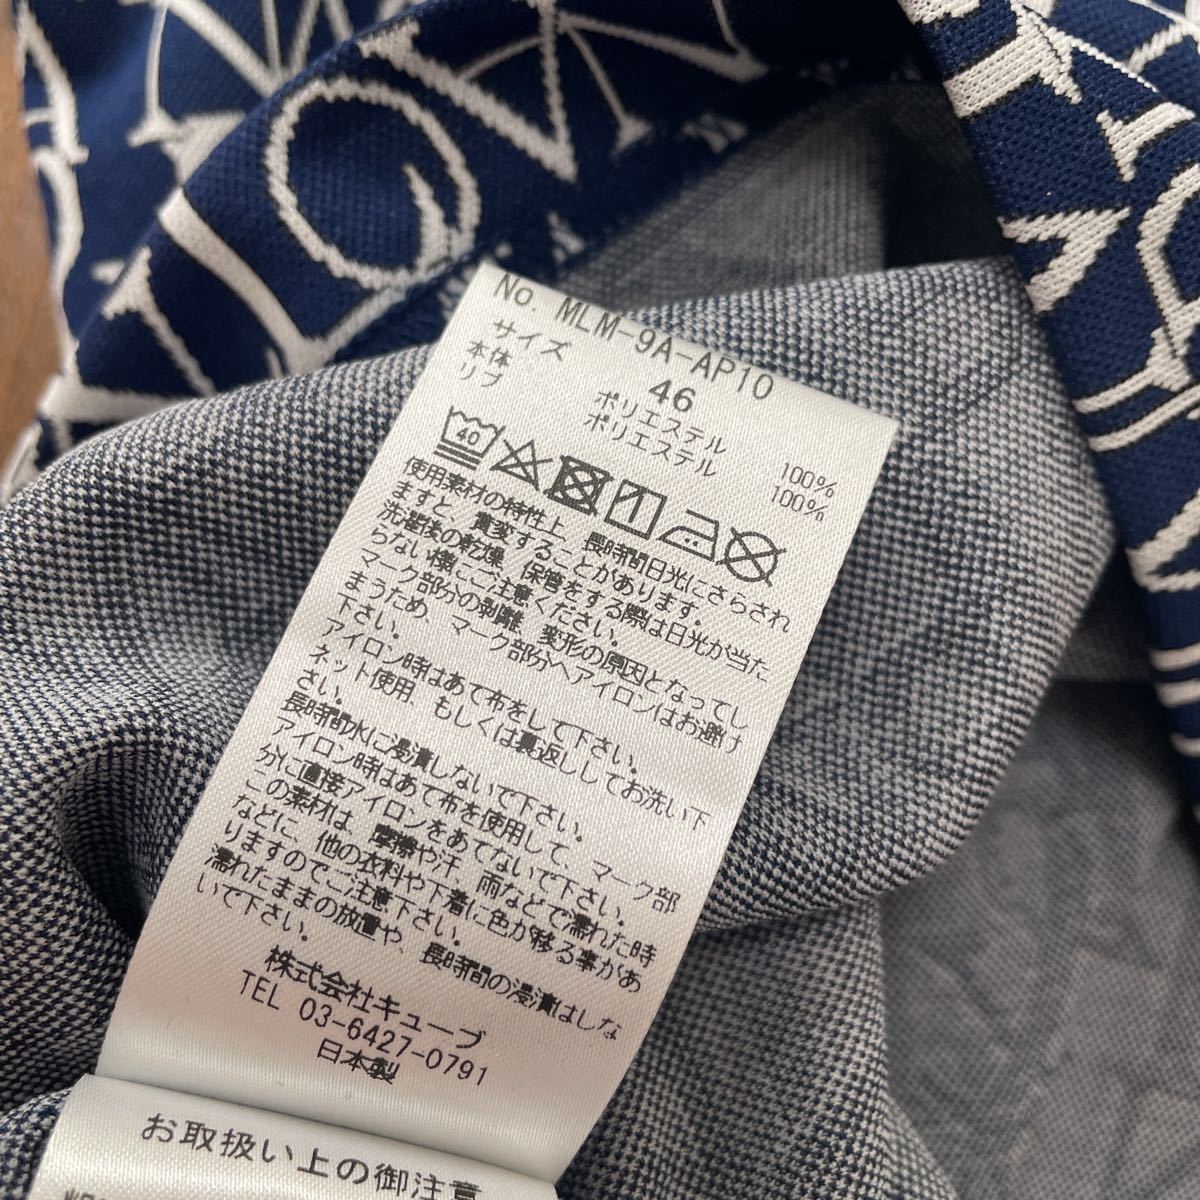 No. MLM-9A-AP10
サイズ 46
本体 ポリエステル 100%
リブ ポリエステル 100%
40
使用素材の特性上、長時間日光にさらされ
ますと、黄変することがあります。
洗濯後の乾燥、保管をする際は日光が当た
らない様にご注意ください。
マーク部分の剥離、変形の原因となってし
まうため、マーク部分へアイロンはお避け
下さい。
アイロン時はあて布をして下さい。
ネット使用、もしくは裏返ししてお洗い下
さい。
長時間水に浸漬しないで下さい。
アイロン時はあて布を使用して、マーク部
分に直接アイロンをあてないで下さい。
この素材は、摩擦や汗、雨などで濡れた時
などに、他の衣料や下着に色が移る事があ
りますのでご注意下さい。
濡れたままの放置や、長時間の浸漬はしな
いで下さい。
株式会社キューブ
TEL 03-6427-0791
日本製
お取扱い上の御注意